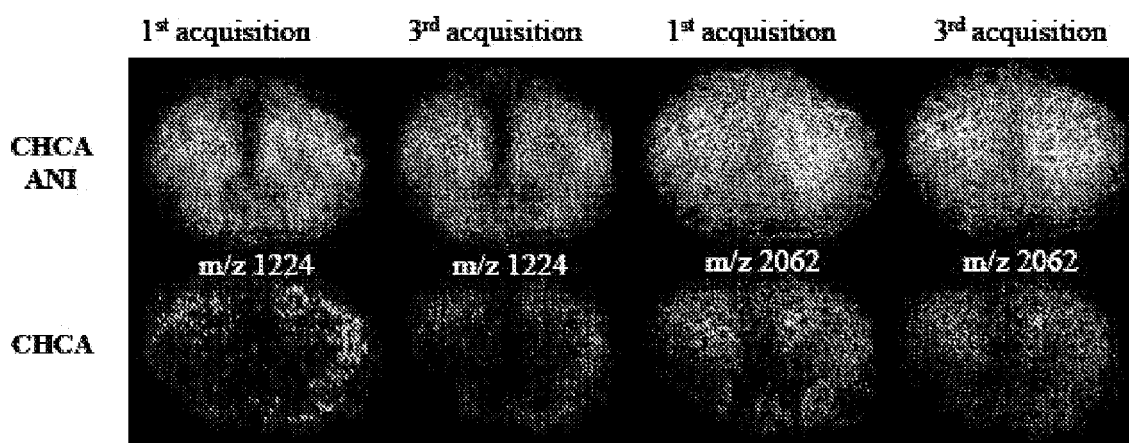 1st acquisition 3rd acquisition 1st acquisition 3rd acquisition
CHCA
ANI
m/z 1224 m/z 1224 m/z 2062 m/z 2062
CHCA